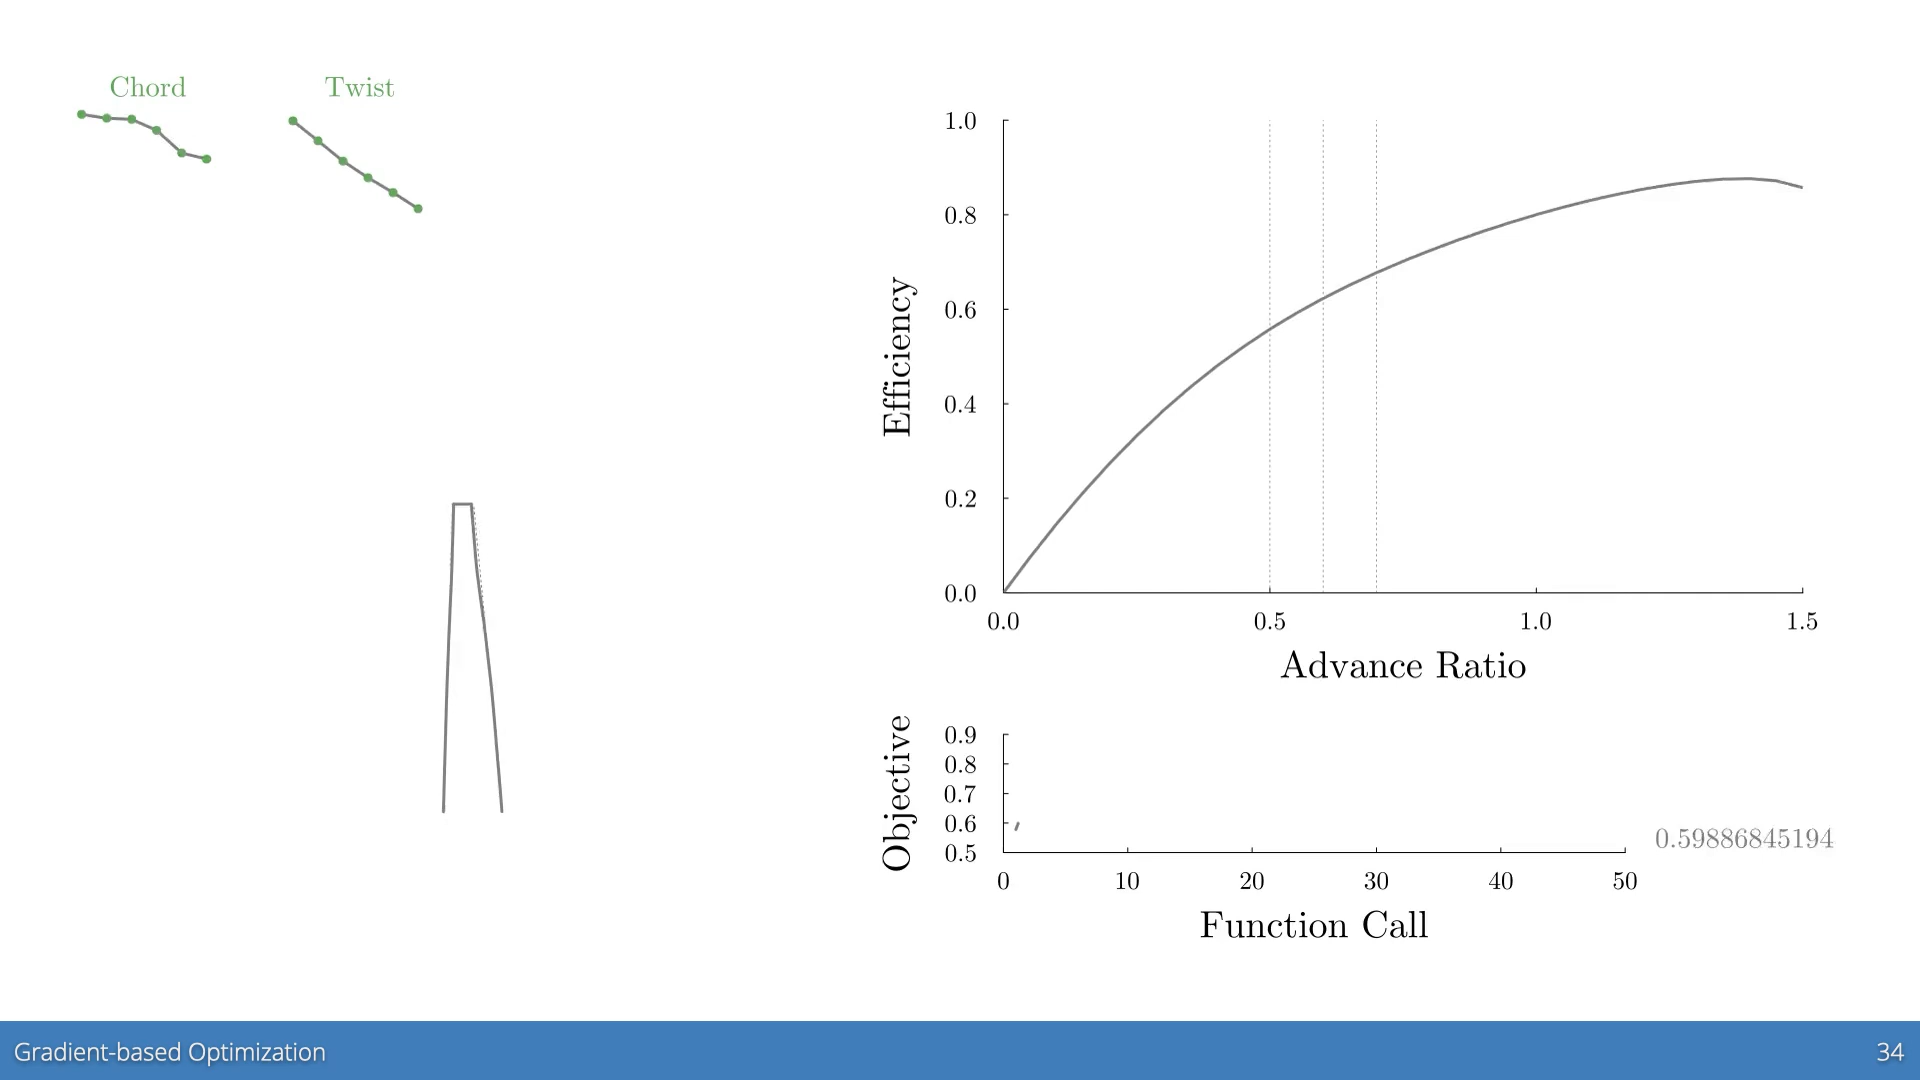 Chord
Twist
1.0
0.8
0.6
0.4
0.2
0.0
Efficiency
0.0 0.5 1.0 1.5
Advance Ratio
0.9
0.8
0.7
0.6
0.5
Objective
0.59886845194
0 10 20 30 40 50
Function Call
Gradient-based Optimization
34